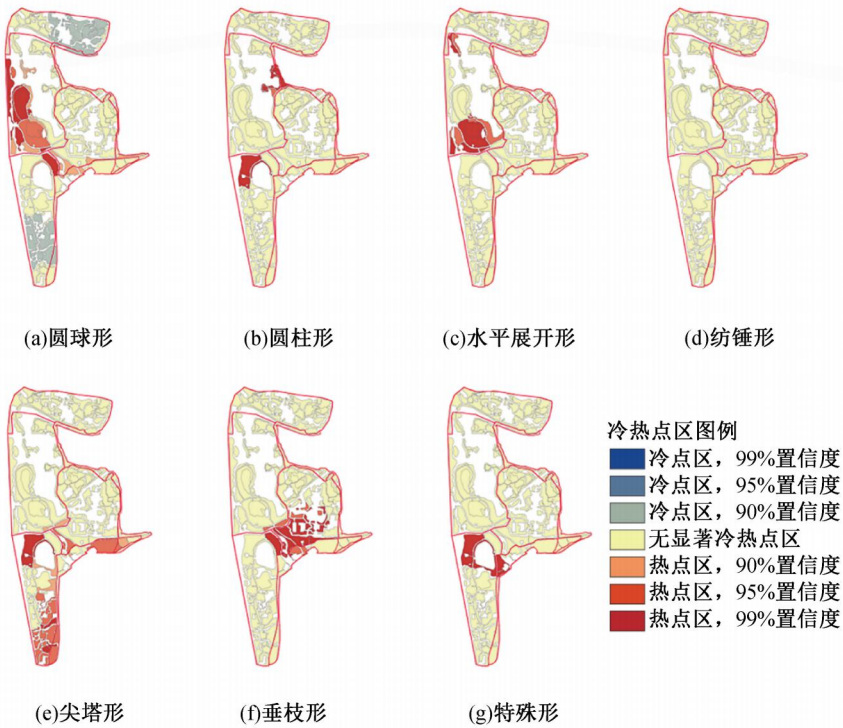 (a)圆球形
(b)圆柱形
(c)水平展开形
(d)纺锤形
冷热点区图例
冷点区，99%置信度
冷点区，95%置信度
冷点区，90%置信度
无显著冷热点区
热点区，90%置信度
热点区，95%置信度
热点区，99%置信度
(e)尖塔形
(f)垂枝形
(g)特殊形